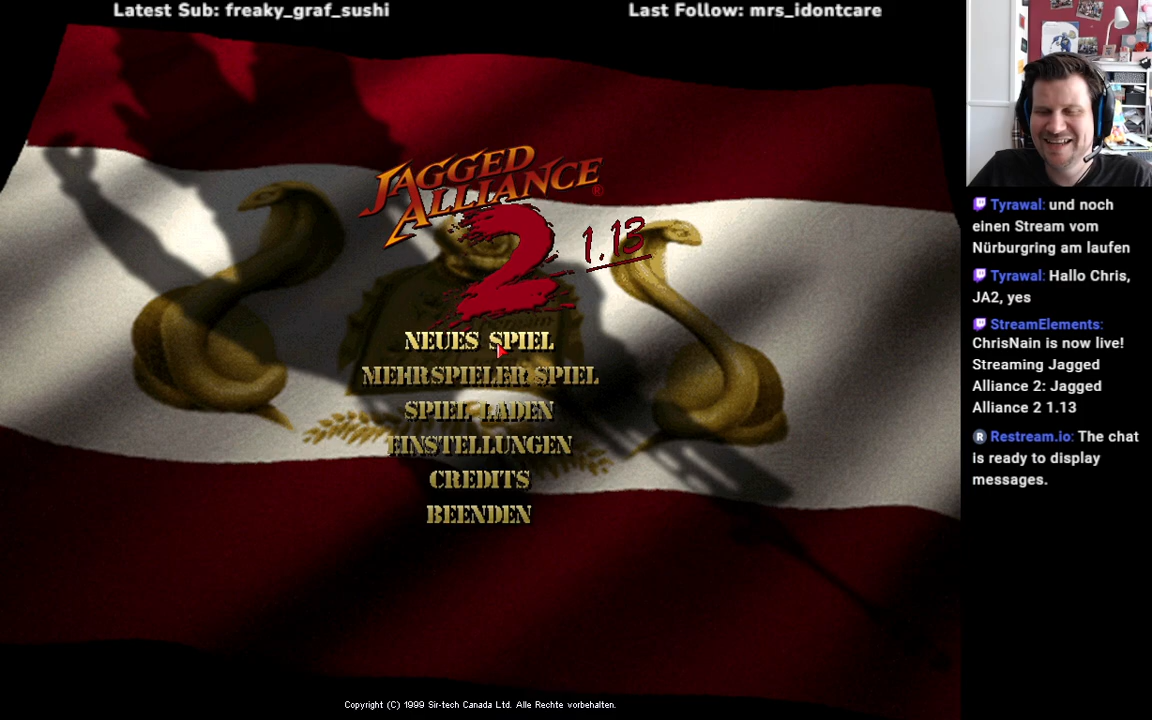 Latest Sub: freaky_graf_sushi
Last Follow: mrs_idontcare
JAGGED
ALLIANCE®
2 1.13
NEUES SPIEL
MEHRSPIELER SPIEL
SPIEL LADEN
EINSTELLUNGEN
CREDITS
BEENDEN
Copyright (C) 1999 Sir-tech Canada Ltd. Alle Rechte vorbehalten.
Tyrawal: und noch
einen Stream vom
Nürburgring am laufen
Tyrawal: Hallo Chris,
JA2, yes
StreamElements:
ChrisNain is now live!
Streaming Jagged
Alliance 2: Jagged
Alliance 2 1.13
R Restream.io: The chat
is ready to display
messages.